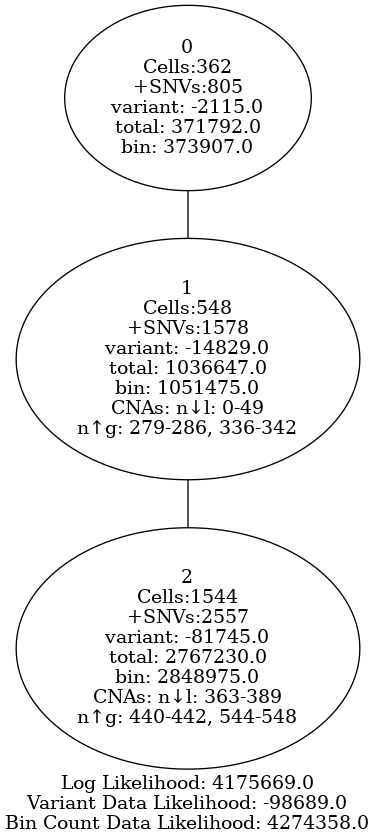 0
Cells:362
+SNVs:805
variant: -2115.0
total: 371792.0
bin: 373907.0
1
Cells:548
+SNVs:1578
variant: -14829.0
total: 1036647.0
bin: 1051475.0
CNAs: n↓l: 0-49
n↑g: 279-286, 336-342
2
Cells:1544
+SNVs:2557
variant: -81745.0
total: 2767230.0
bin: 2848975.0
CNAs: n↓l: 363-389
n↑g: 440-442, 544-548
Log Likelihood: 4175669.0
Variant Data Likelihood: -98689.0
Bin Count Data Likelihood: 4274358.0